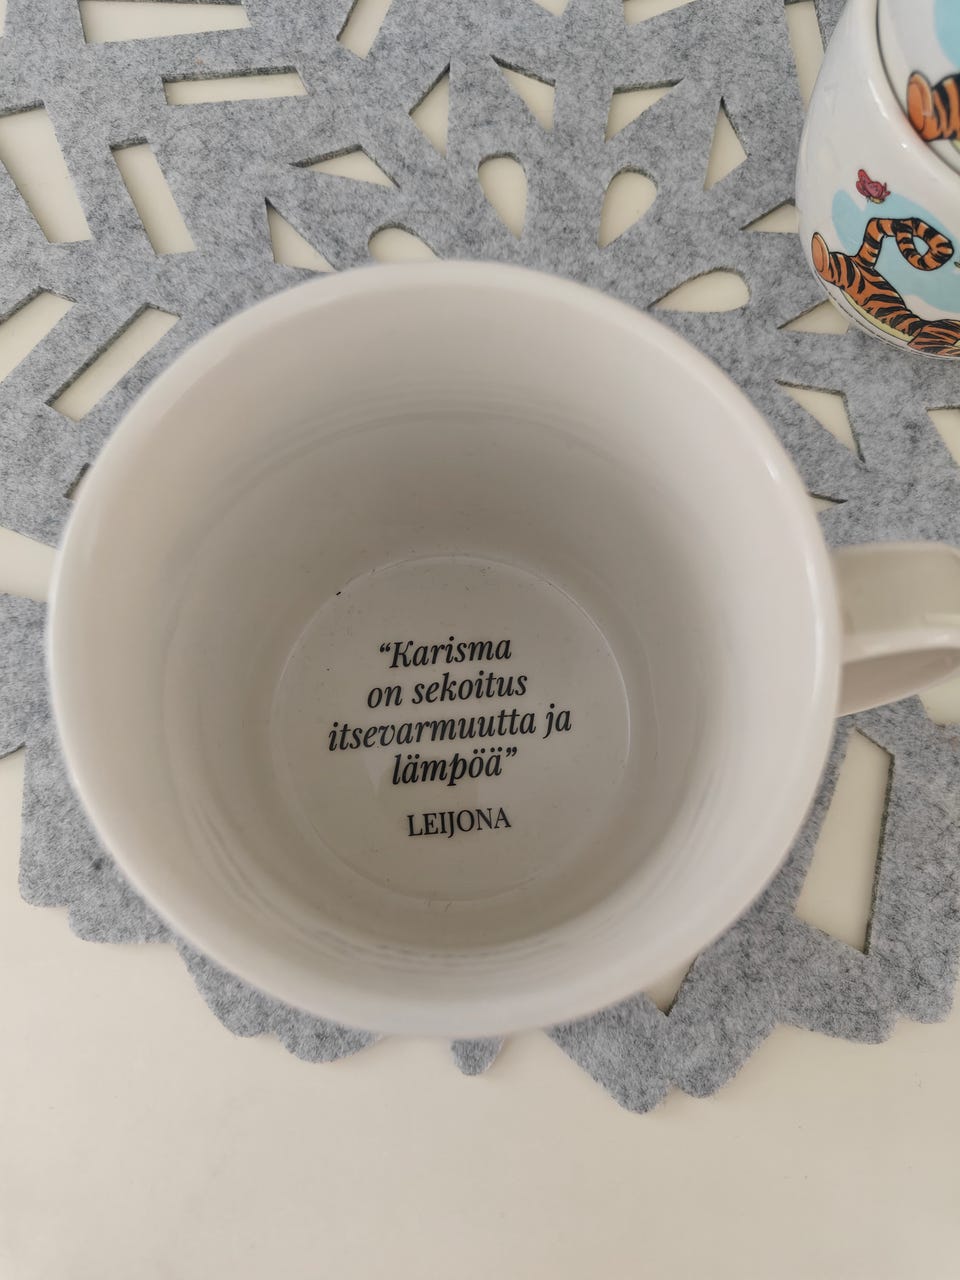 “Karisma
on sekoitus
itsevarmuutta ja
lämpöä”
LEIJONA